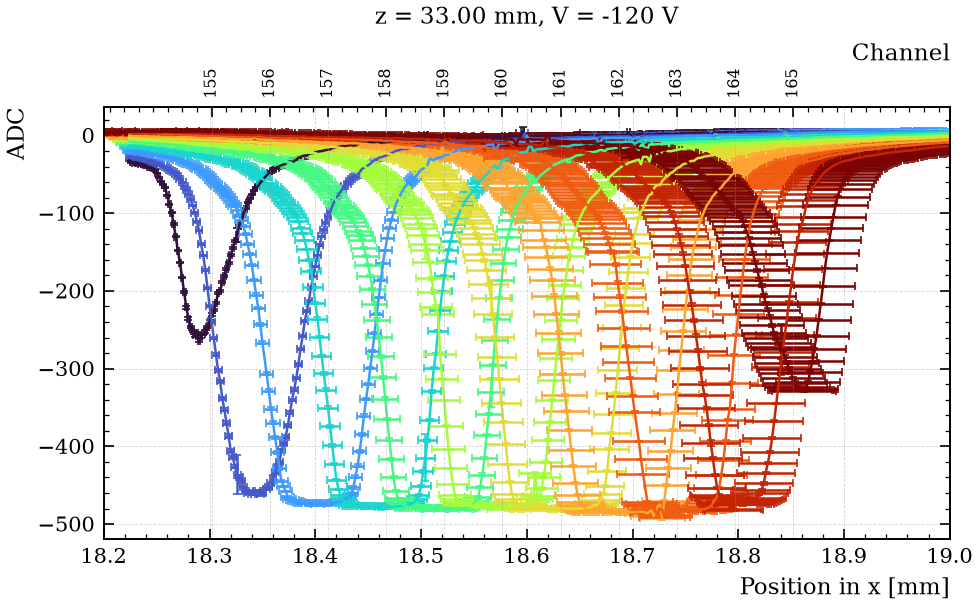 z = 33.00 mm, V = -120 V
Channel
155 156 157 158 159 160 161 162 163 164 165
ADC
0
−100
−200
−300
−400
−500
18.2 18.3 18.4 18.5 18.6 18.7 18.8 18.9 19.0
Position in x [mm]